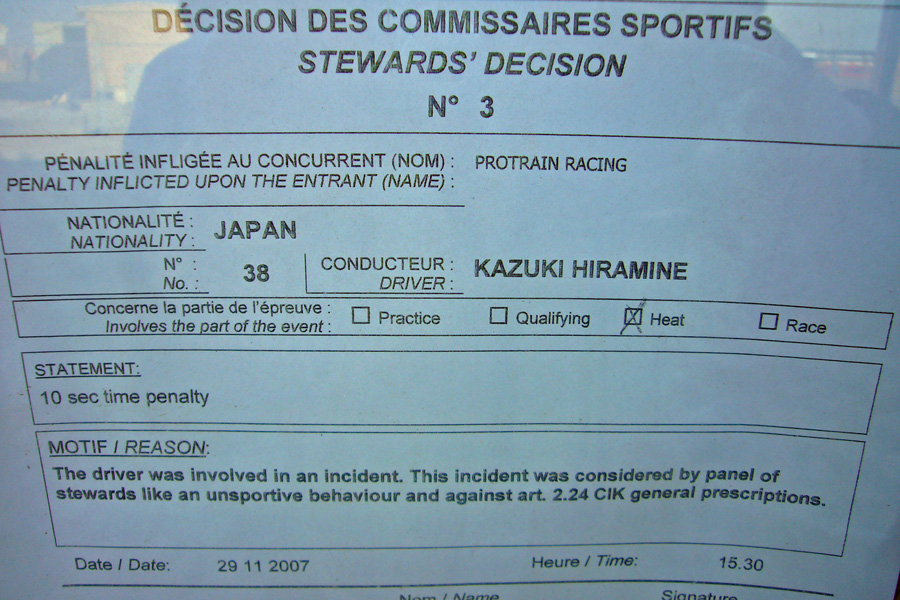 DÉCISION DES COMMISSAIRES SPORTIFS
STEWARDS' DECISION
N° 3
PÉNALITÉ INFLIGÉE AU CONCURRENT (NOM) : PROTRAIN RACING
PENALTY INFLICTED UPON THE ENTRANT (NAME) :
NATIONALITÉ : JAPAN
NATIONALITY :
N° : 38 CONDUCTEUR : KAZUKI HIRAMINE
No. : DRIVER :
Concerne la partie de l'épreuve : Practice Qualifying Heat Race
Involves the part of the event :
STATEMENT:
10 sec time penalty
MOTIF / REASON:
The driver was involved in an incident. This incident was considered by panel of
stewards like an unsportive behaviour and against art. 2.24 CIK general prescriptions.
Date / Date: 29 11 2007 Heure / Time: 15.30
Nom / Name Signature